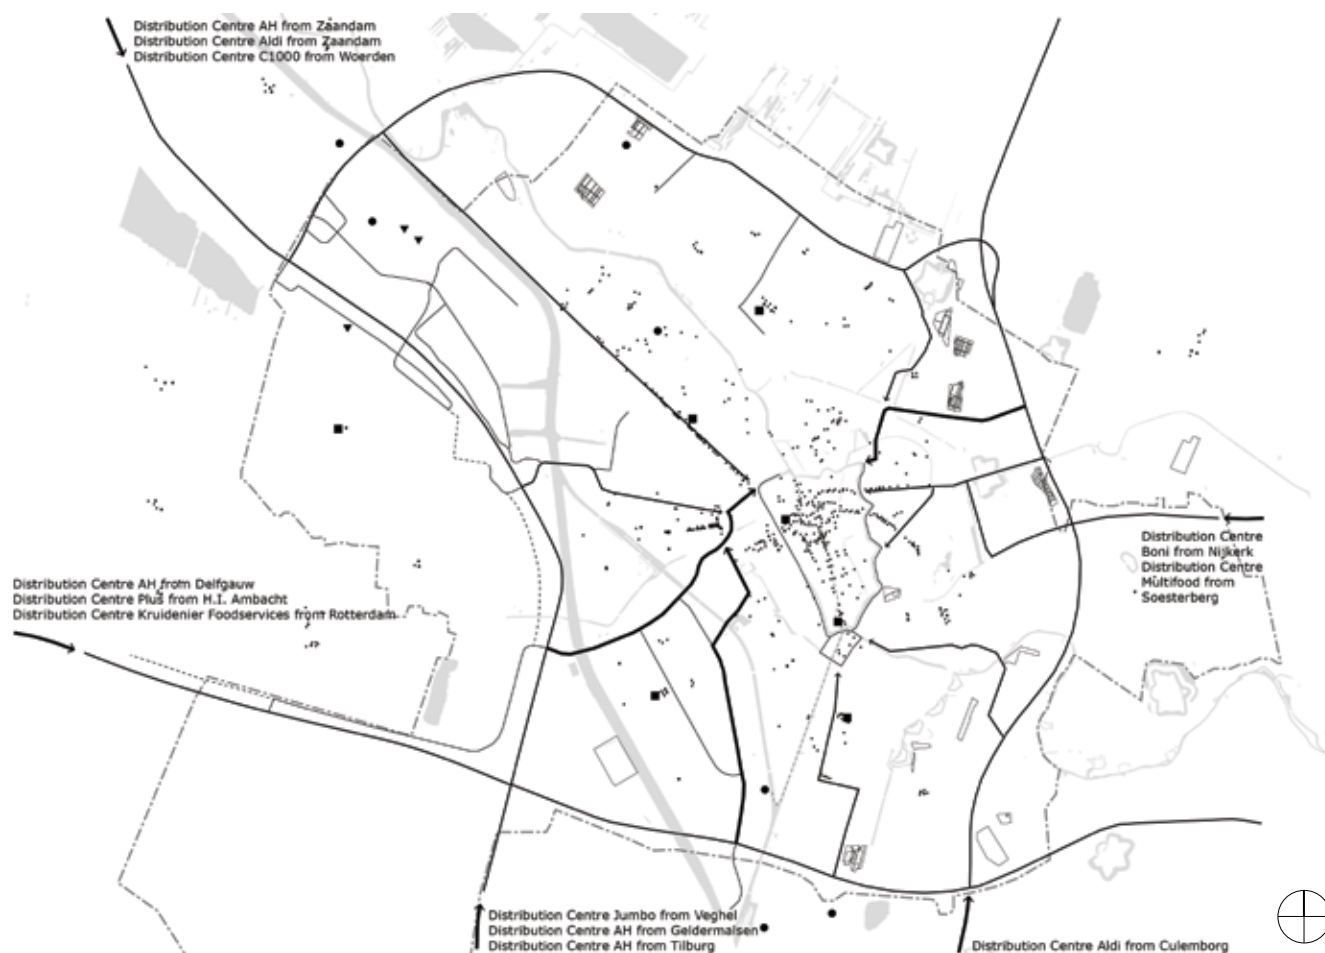 Distribution Centre AH from Zaandam
Distribution Centre Aldi from Zaandam
Distribution Centre C1000 from Woerden
Distribution Centre
Boni from Nijkerk
Distribution Centre
Multifood from
Soesterberg
Distribution Centre AH from Delfgauw
Distribution Centre Plus from H.I. Ambacht
Distribution Centre Kruidenier Foodservices from Rotterdam
Distribution Centre Jumbo from Veghel
Distribution Centre AH from Geldermalsen
Distribution Centre AH from Tilburg
Distribution Centre Aldi from Culemborg